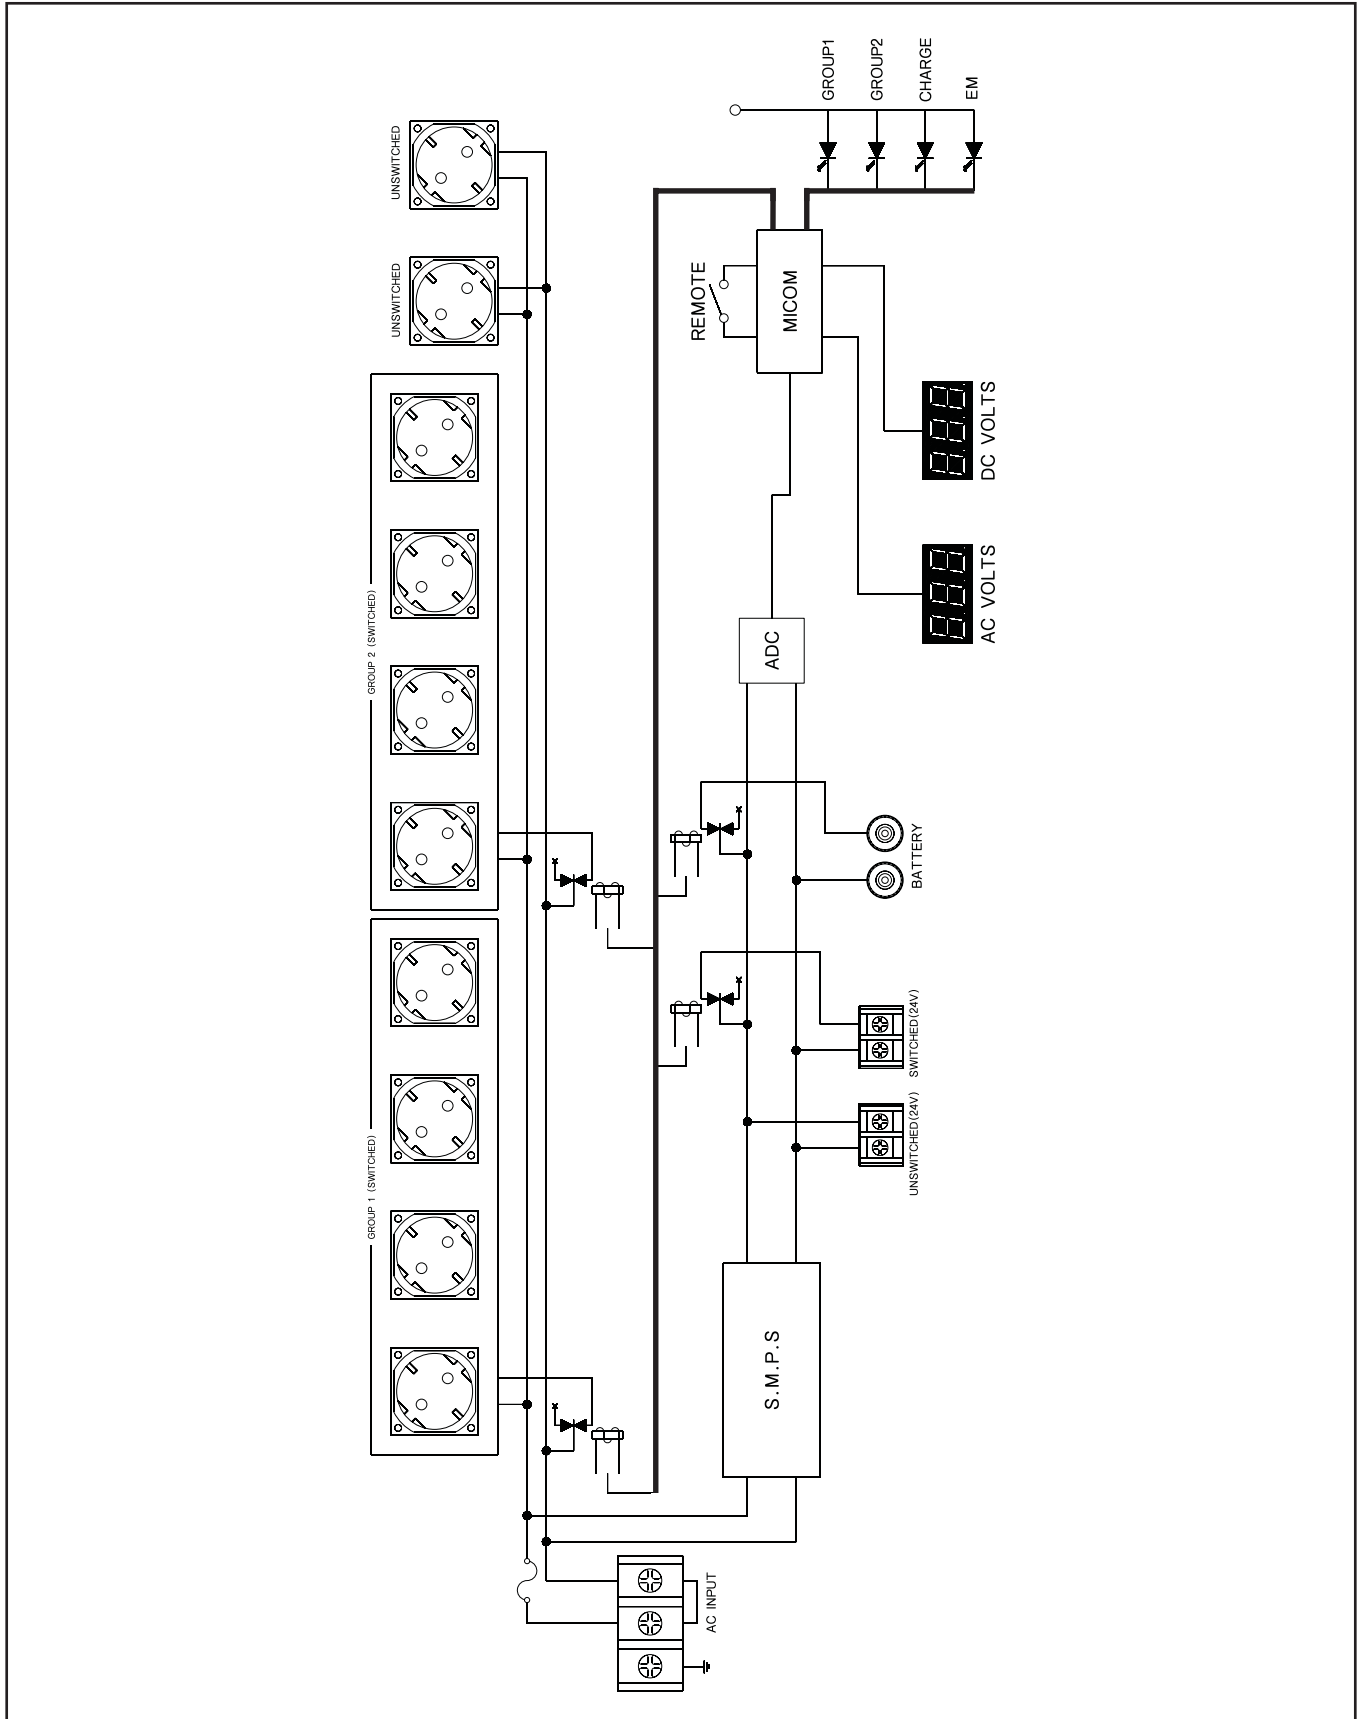 GROUP1
GROUP2
CHARGE
EM
UNSWITCHED
UNSWITCHED
REMOTE
MICOM
DC VOLTS
GROUP 2 (SWITCHED)
AC VOLTS
ADC
BATTERY
SWITCHED(24V)
GROUP 1 (SWITCHED)
UNSWITCHED(24V)
S.M.P.S
AC INPUT